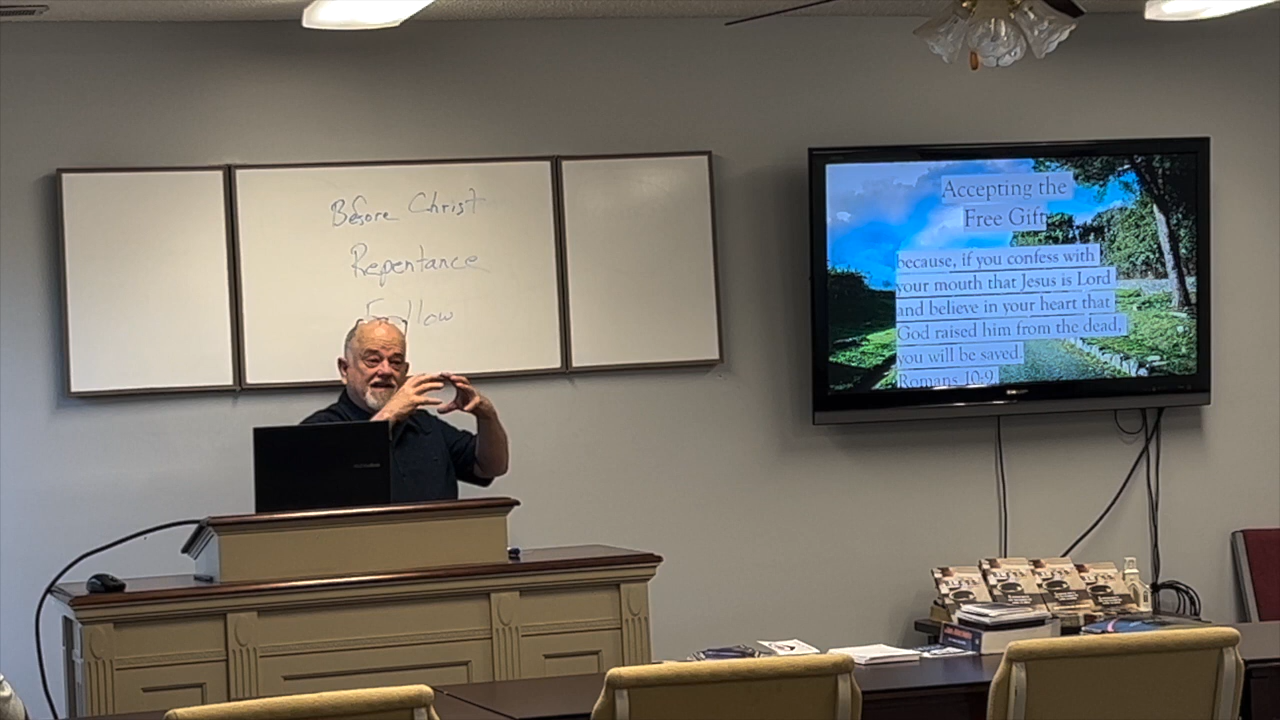 Before Christ
Repentance
Follow
Accepting the
Free Gift
because, if you confess with
your mouth that Jesus is Lord
and believe in your heart that
God raised him from the dead,
you will be saved.
Romans 10:9